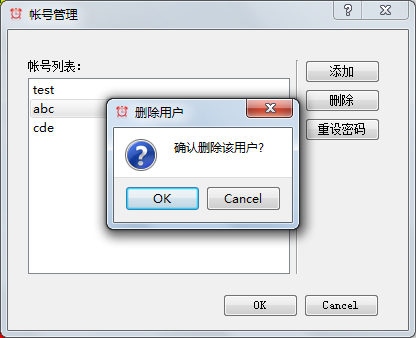 帐号管理
帐号列表：
test
abc
cde
添加
删除
重设密码
删除用户
确认删除该用户?
OK
Cancel
OK
Cancel